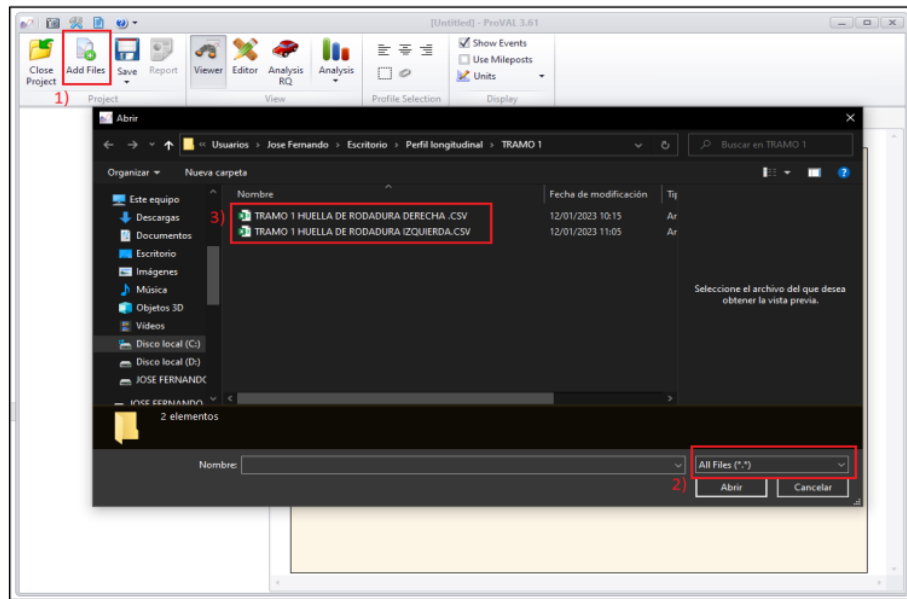 [Untitled] - ProVAL 3.61
Close Project
Add Files
Save
Report
Viewer
Editor
Analysis RQ
Analysis
Show Events
Use Mileposts
Units
1)
Project
View
Profile Selection
Display
Abrir
« Usuarios > Jose Fernando > Escritorio > Perfil longitudinal > TRAMO 1
Buscar en TRAMO 1
Organizar
Nueva carpeta
Este equipo
Descargas
Documentos
Escritorio
Imágenes
Música
Objetos 3D
Vídeos
Disco local (C:)
Disco local (D:)
JOSE FERNANDO
JOSE FERNANDO
Nombre
Fecha de modificación
Tip
3)
TRAMO 1 HUELLA DE RODADURA DERECHA .CSV
12/01/2023 10:15
Ar
TRAMO 1 HUELLA DE RODADURA IZQUIERDA.CSV
12/01/2023 11:05
Ar
Seleccione el archivo del que desea
obtener la vista previa.
2 elementos
Nombre:
All Files (*.*)
2)
Abrir
Cancelar